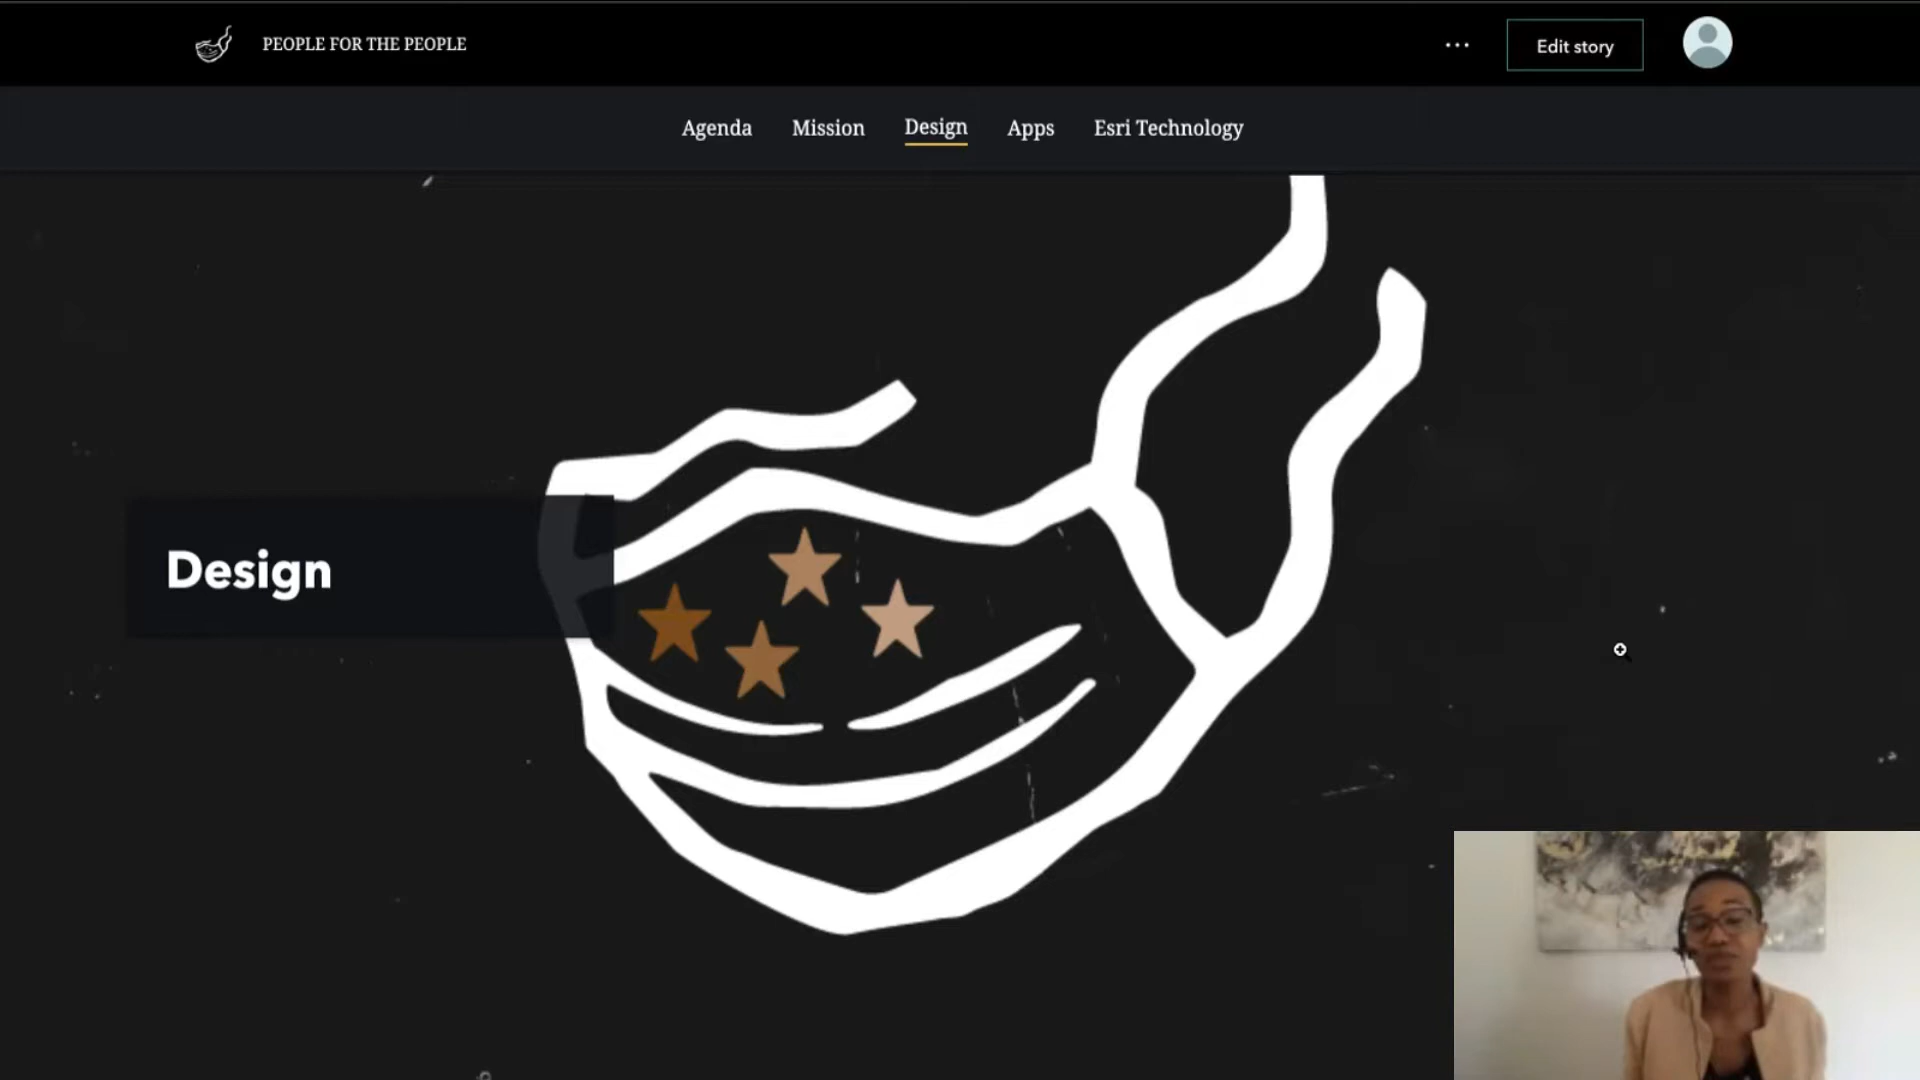 PEOPLE FOR THE PEOPLE
Edit story
Agenda Mission Design Apps Esri Technology
Design